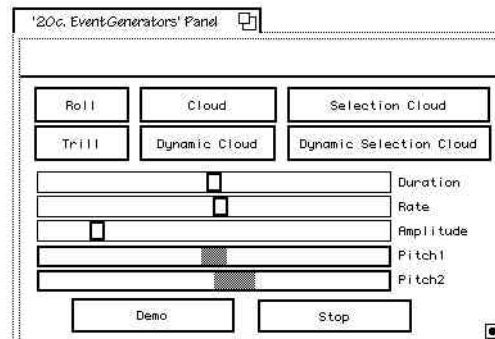 '20c. EventGenerators' Panel
Roll Cloud Selection Cloud
Trill Dynamic Cloud Dynamic Selection Cloud
Duration
Rate
Amplitude
Pitch1
Pitch2
Demo Stop